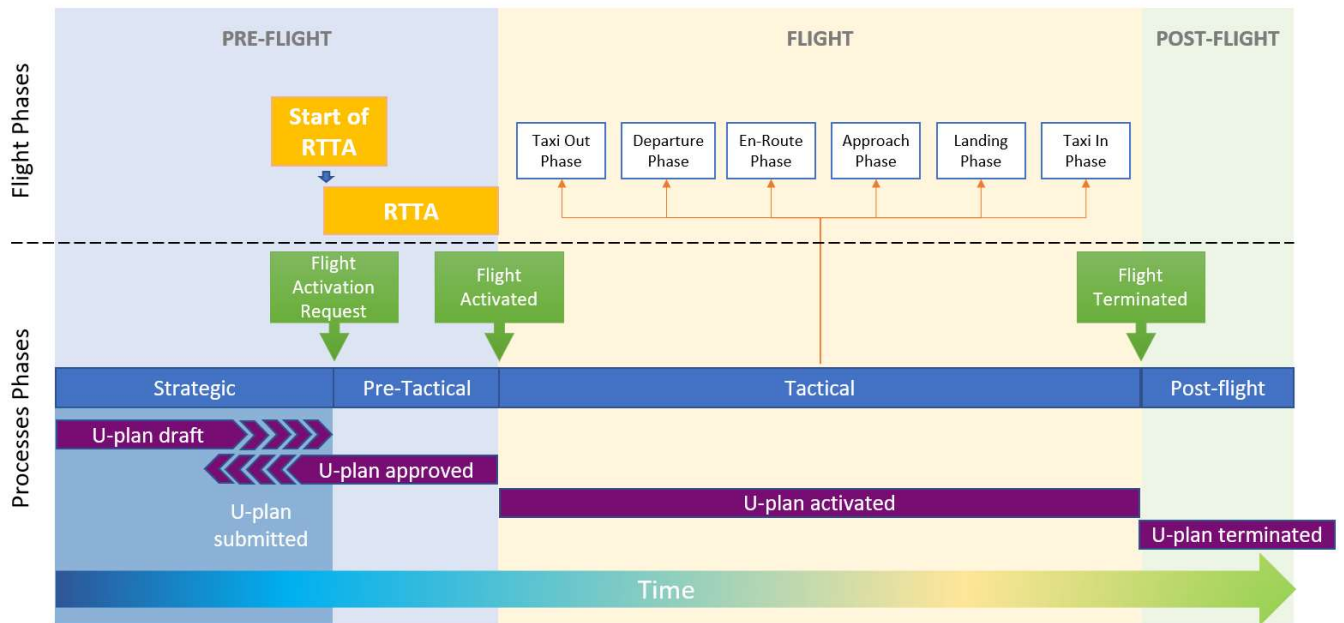 PRE-FLIGHT
FLIGHT
POST-FLIGHT
Flight Phases
Start of
RTTA
RTTA
Taxi Out
Phase
Departure
Phase
En-Route
Phase
Approach
Phase
Landing
Phase
Taxi In
Phase
Processes Phases
Flight
Activation
Request
Flight
Activated
Flight
Terminated
Strategic
Pre-Tactical
Tactical
Post-flight
U-plan draft
U-plan approved
U-plan
submitted
U-plan activated
U-plan terminated
Time